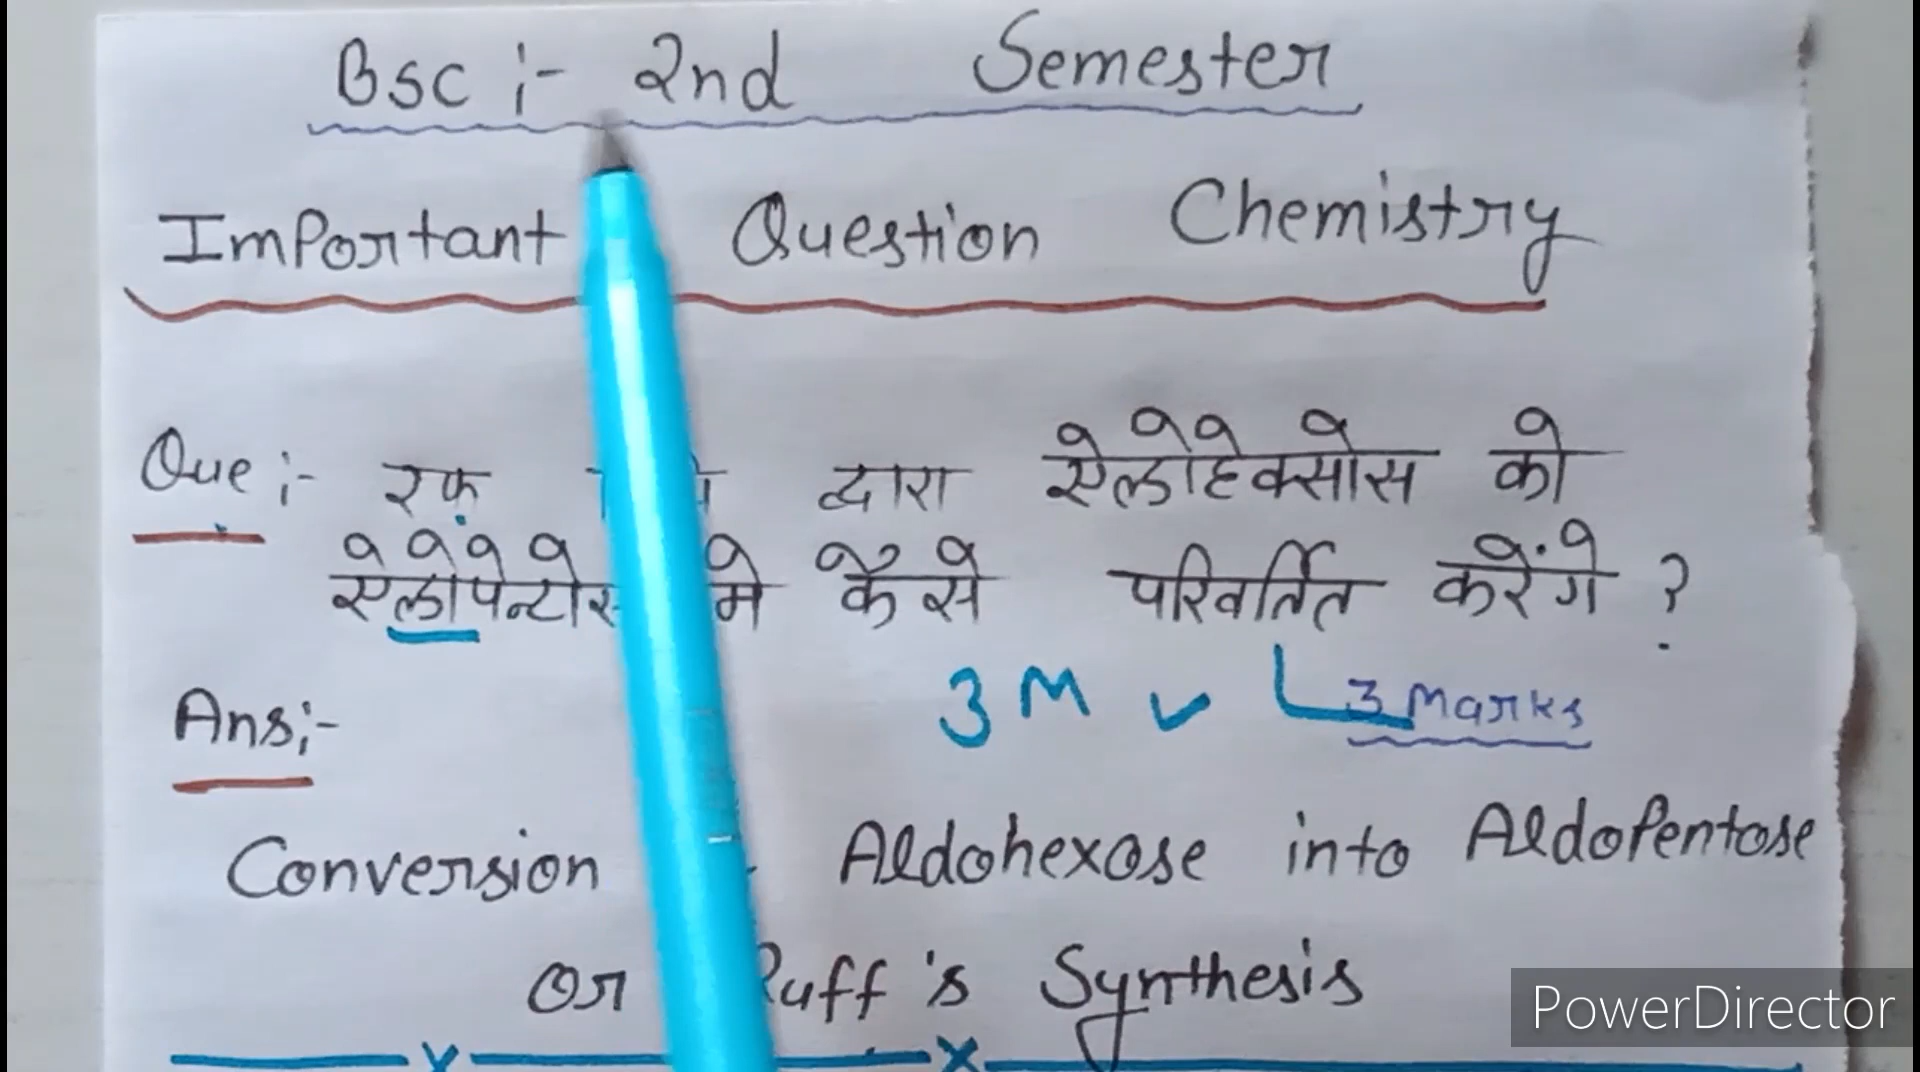 Bsc :- 2nd Semester
Important Question Chemistry
Que :- रफ द्वारा ऐल्डोहेक्सोस को
ऐल्डोपेन्टोस मे कैसे परिवर्तित करेंगे ?
3 M ✓ 3 Marks
Ans :-
Conversion Aldohexose into Aldopentose
Or Ruff's Synthesis
PowerDirector